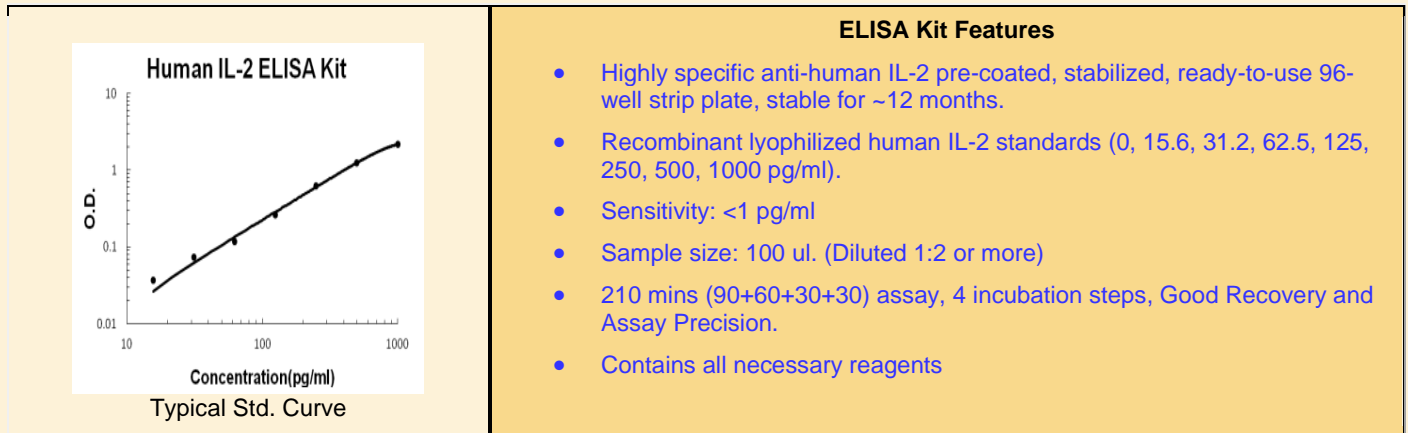 Human IL-2 ELISA Kit
10
1
0.1
0.01
O.D.
10 100 1000
Concentration(pg/ml)
Typical Std. Curve
ELISA Kit Features
• Highly specific anti-human IL-2 pre-coated, stabilized, ready-to-use 96-
well strip plate, stable for ~12 months.
• Recombinant lyophilized human IL-2 standards (0, 15.6, 31.2, 62.5, 125,
250, 500, 1000 pg/ml).
• Sensitivity: <1 pg/ml
• Sample size: 100 ul. (Diluted 1:2 or more)
• 210 mins (90+60+30+30) assay, 4 incubation steps, Good Recovery and
Assay Precision.
• Contains all necessary reagents